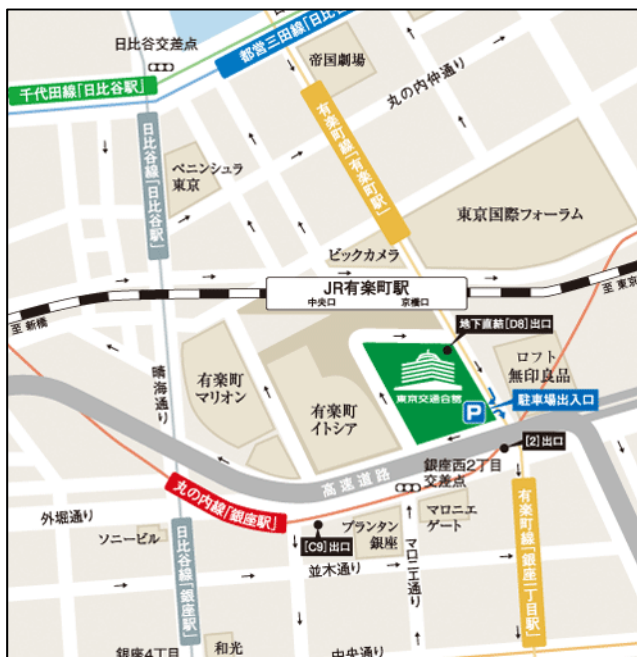 日比谷交差点
都営三田線「日比
千代田線「日比谷駅」
帝国劇場
丸の内仲通り
日比谷線「日比谷駅」
有楽町線「有楽町駅」
ペニンシュラ
東京
東京国際フォーラム
ビックカメラ
JR有楽町駅
中央口
京橋口
至 新橋
至 東京
地下直結[D8]出口
晴海通り
有楽町
マリオン
有楽町
イトシア
東京交通会館
ロフト
無印良品
P
駐車場出入口
[2]出口
高速道路
銀座西2丁目
交差点
丸の内線「銀座駅」
外堀通り
ソニービル
[C9]出口
プランタン
銀座
マロニエ
ゲート
並木通り
マロニエ通り
日比谷線「銀座駅」
有楽町線「銀座一丁目駅」
銀座4丁目
和光
中央通り